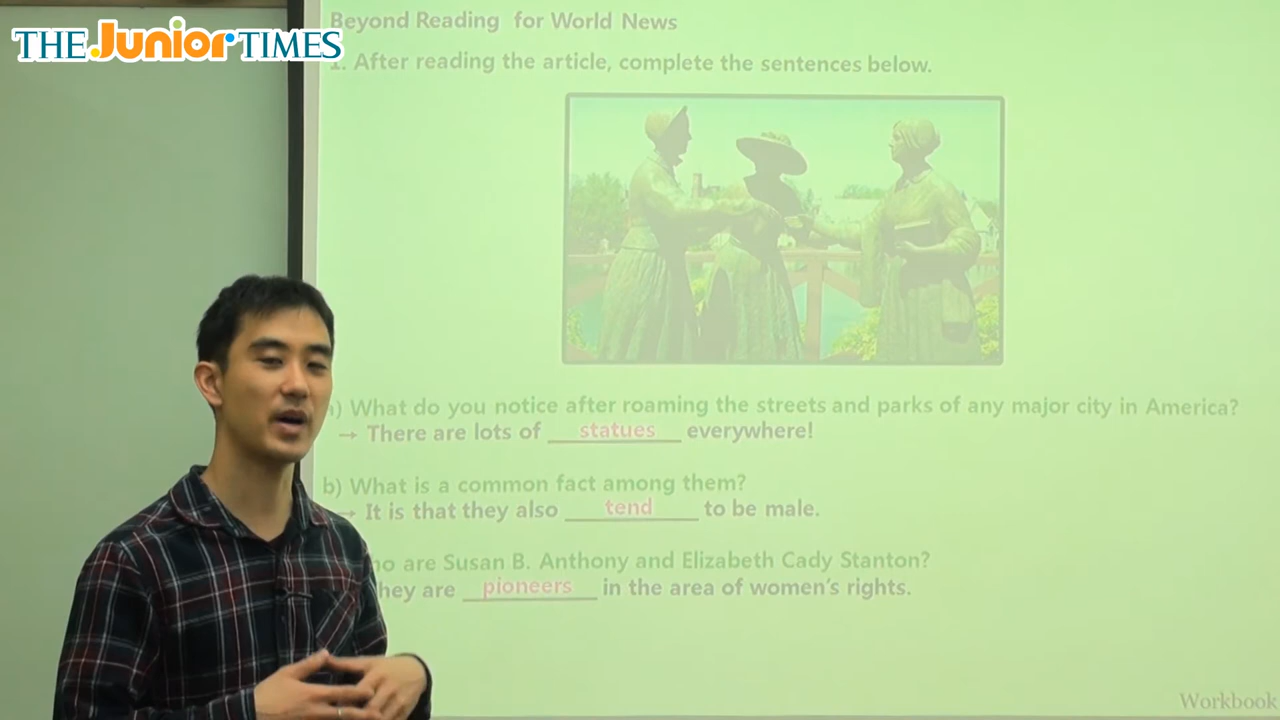 THE Junior TIMES
Beyond Reading for World News
1. After reading the article, complete the sentences below.
a) What do you notice after roaming the streets and parks of any major city in America?
→ There are lots of statues everywhere!
b) What is a common fact among them?
→ It is that they also tend to be male.
are Susan B. Anthony and Elizabeth Cady Stanton?
are pioneers in the area of women's rights.
Workbook